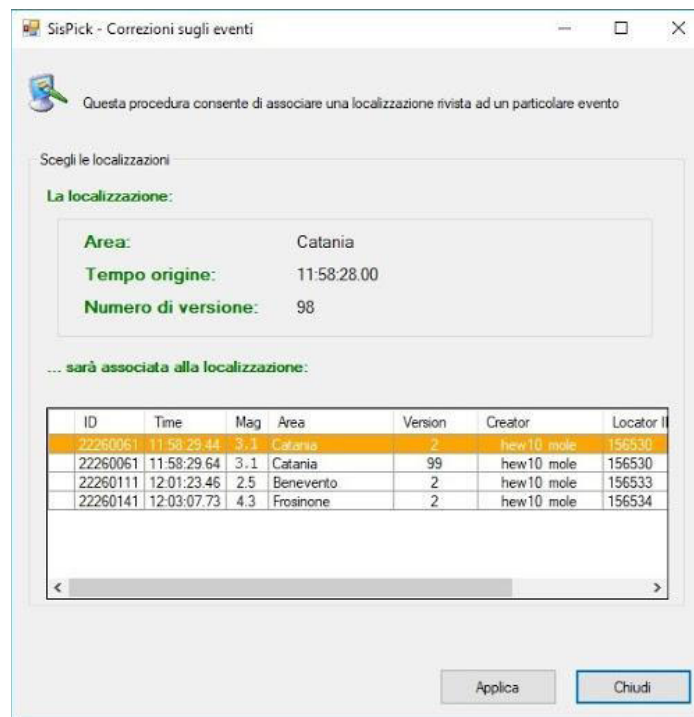 SisPick - Correzioni sugli eventi
Questa procedura consente di associare una localizzazione rivista ad un particolare evento
Scegli le localizzazioni
La localizzazione:
Area: Catania
Tempo origine: 11:58:28.00
Numero di versione: 98
... sarà associata alla localizzazione:
ID Time Mag Area Version Creator Locator I
22260061 11:58:29.44 3.1 Catania 2 hew10 mole 156530
22260061 11:58:29.64 3.1 Catania 99 hew10 mole 156530
22260111 12:01:23.46 2.5 Benevento 2 hew10 mole 156533
22260141 12:03:07.73 4.3 Frosinone 2 hew10 mole 156534
Applica Chiudi